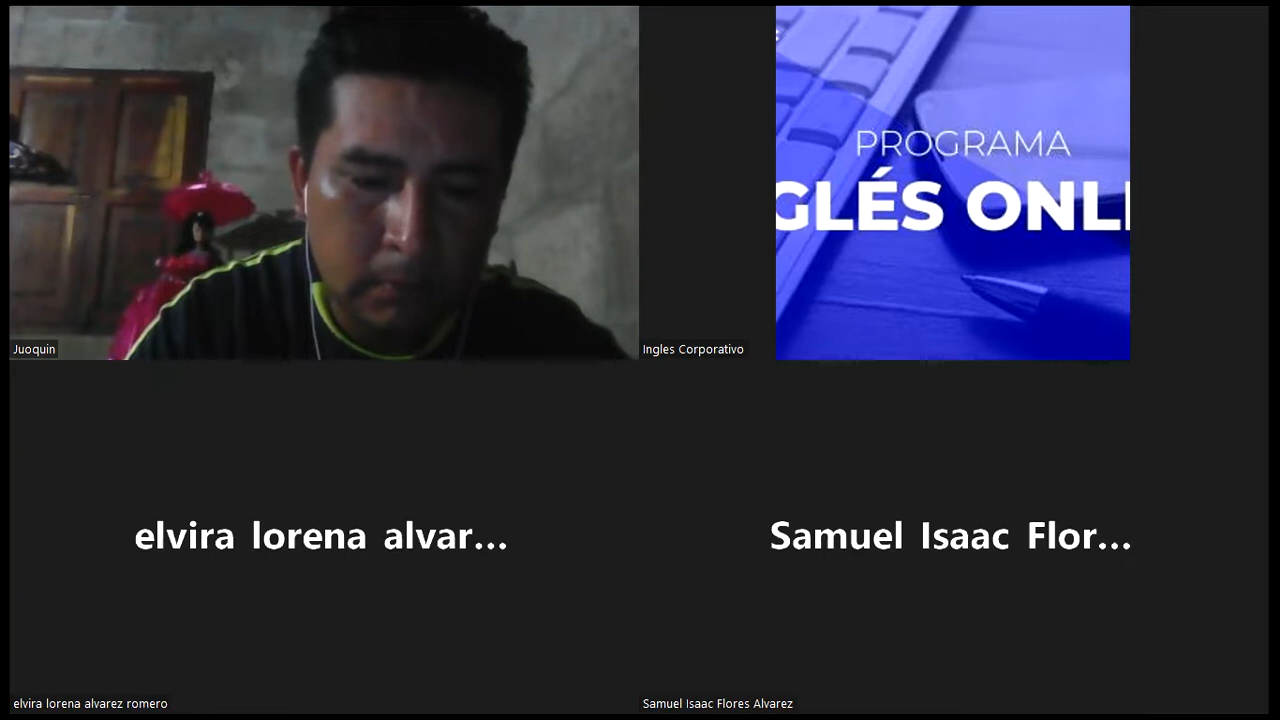 PROGRAMA
GLÉS ONLI
Juoquin
Ingles Corporativo
elvira lorena alvar...
Samuel Isaac Flor...
elvira lorena alvarez romero
Samuel Isaac Flores Alvarez